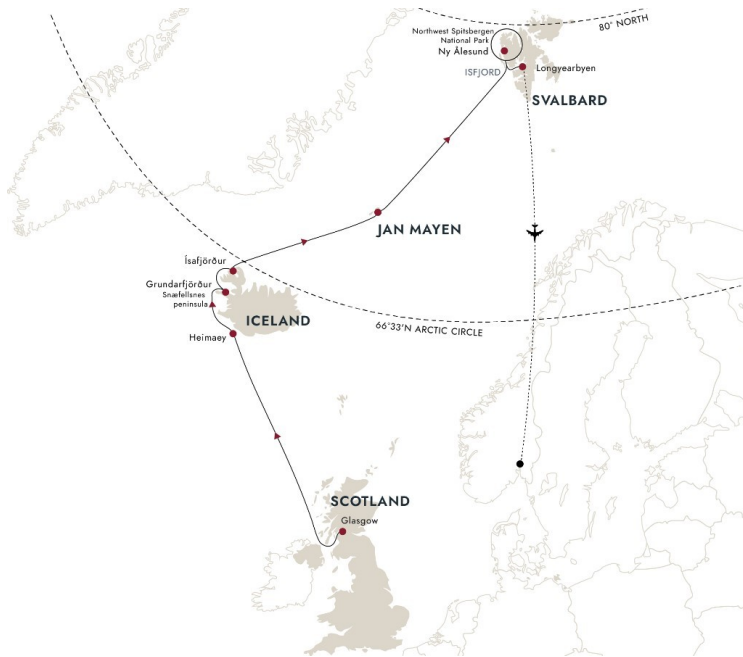 80° NORTH
Northwest Spitsbergen
National Park
Ny Ålesund
ISFJORD
Longyearbyen
SVALBARD
JAN MAYEN
Ísafjörður
Grundarfjörður
Snæfellsnes
peninsula
ICELAND
66°33'N ARCTIC CIRCLE
Heimaey
SCOTLAND
Glasgow